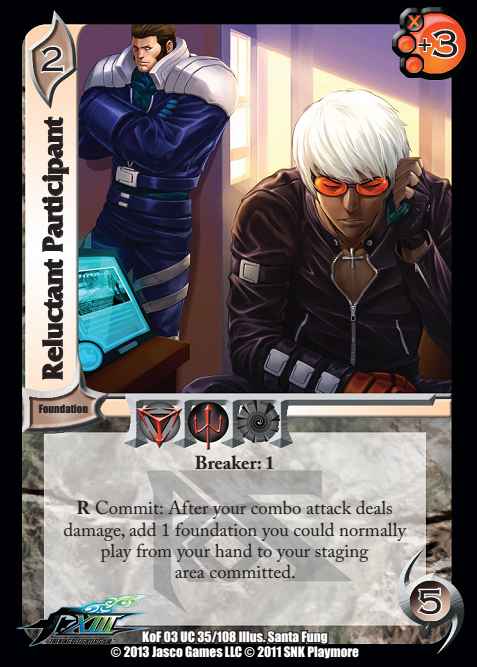 2
X
+3
Reluctant Participant
Foundation
Breaker: 1
R Commit: After your combo attack deals
damage, add 1 foundation you could normally
play from your hand to your staging
area committed.
5
XIII
KoF 03 UC 35/108 Illus. Santa Fung
© 2013 Jasco Games LLC © 2011 SNK Playmore